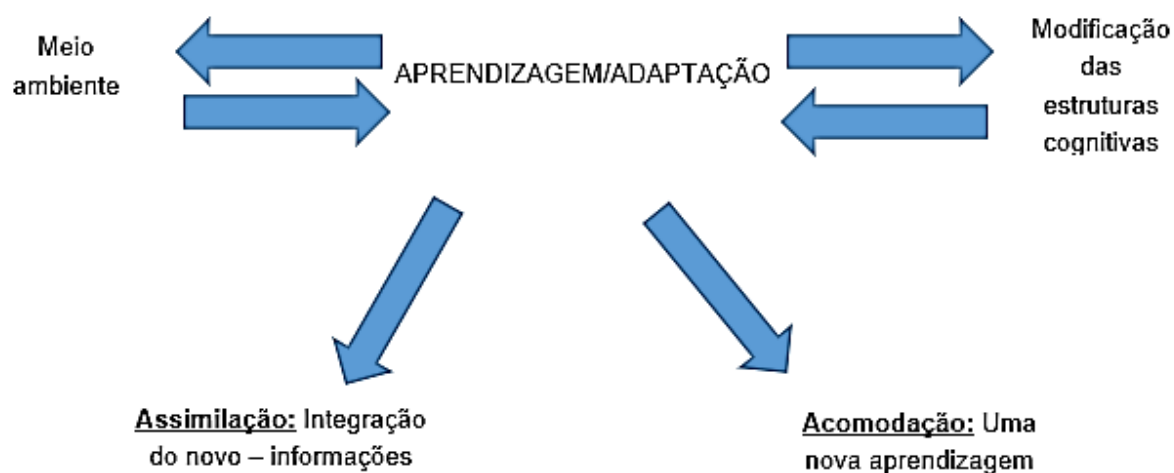 Meio
ambiente
APRENDIZAGEM/ADAPTAÇÃO
Modificação
das
estruturas
cognitivas
Assimilação: Integração
do novo – informações
Acomodação: Uma
nova aprendizagem